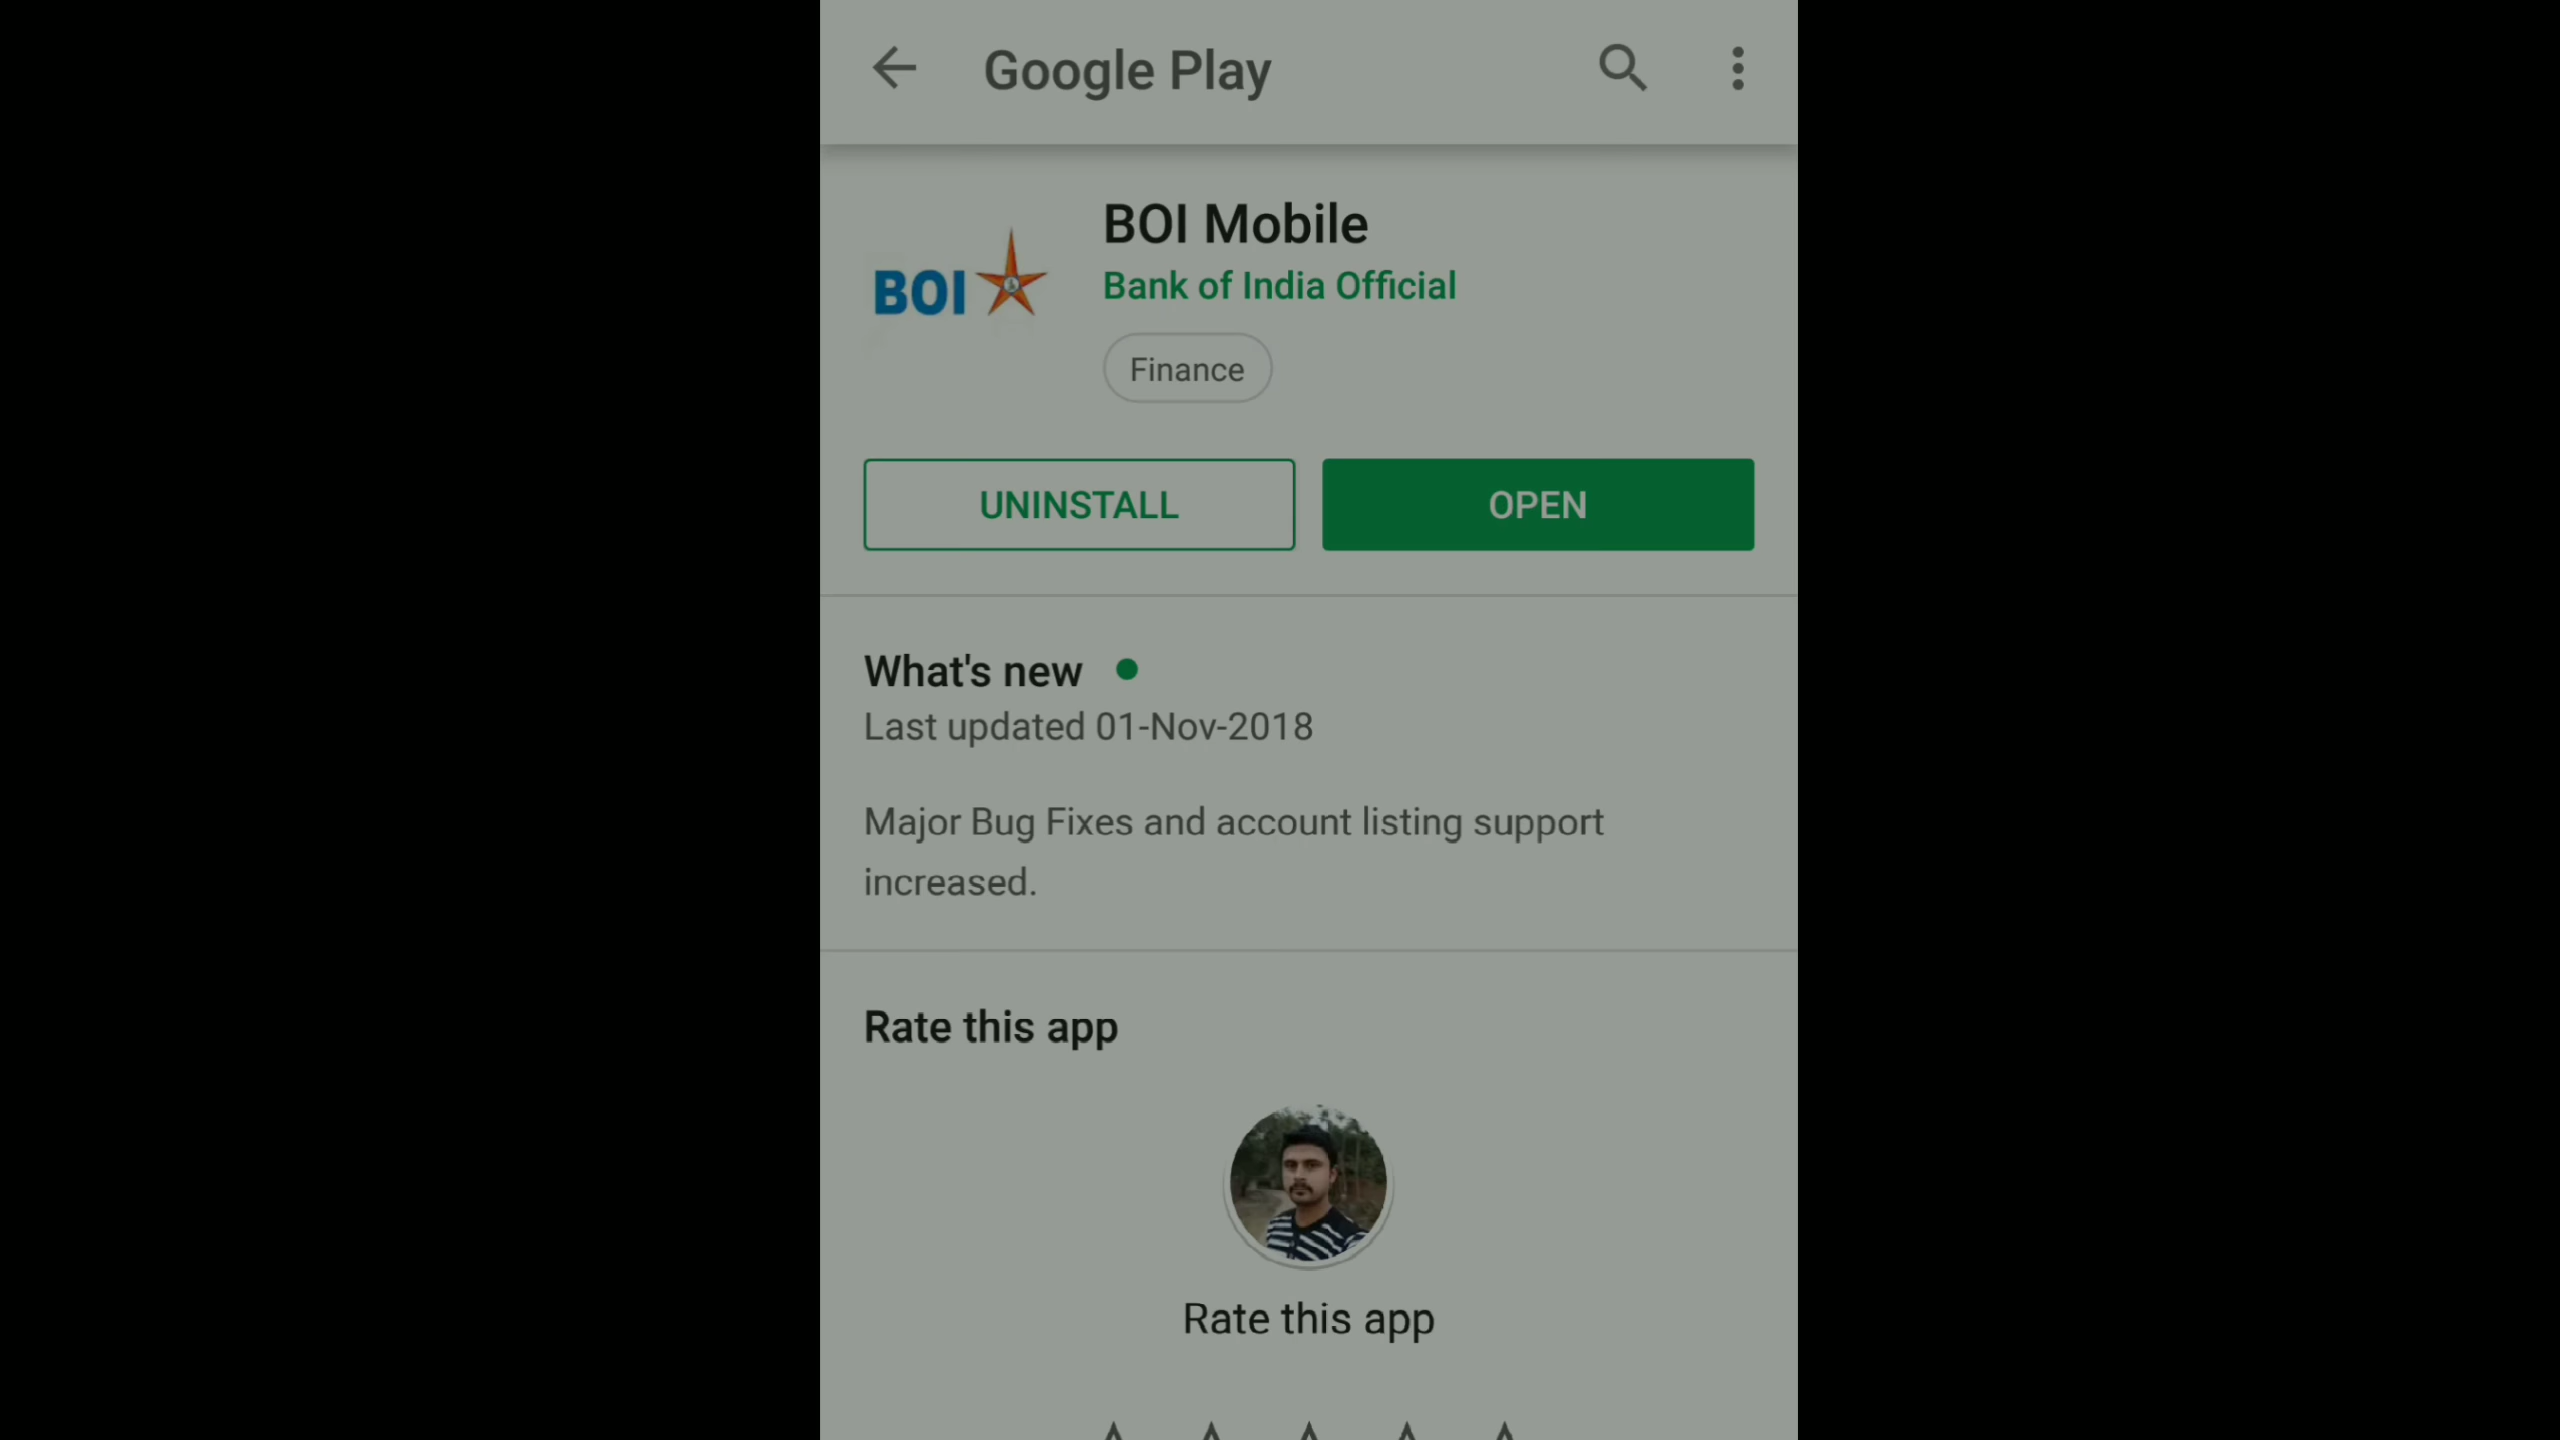 Google Play
BOI
BOI Mobile
Bank of India Official
Finance
UNINSTALL
OPEN
What's new
Last updated 01-Nov-2018
Major Bug Fixes and account listing support
increased.
Rate this app
Rate this app